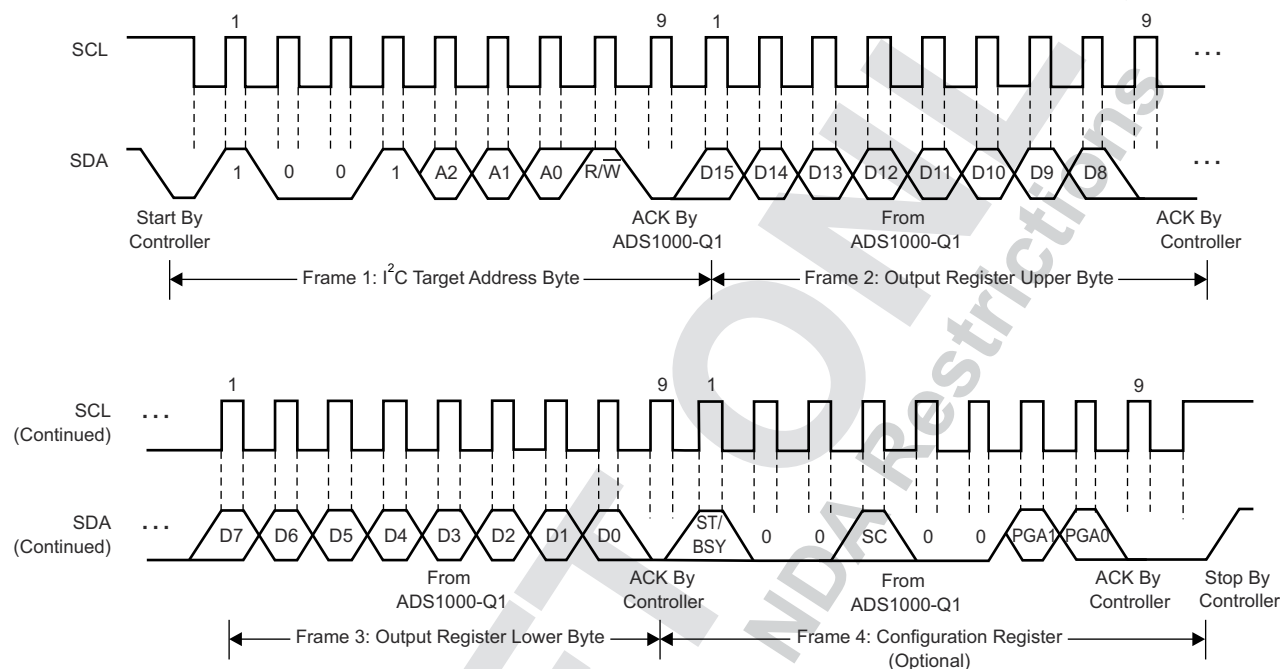 1 9 1 9
SCL ...
SDA 1 0 0 1 A2 A1 A0 R/W̅ D15 D14 D13 D12 D11 D10 D9 D8 ...
Start By Controller
ACK By ADS1000-Q1
From ADS1000-Q1
ACK By Controller
Frame 1: I²C Target Address Byte
Frame 2: Output Register Upper Byte
1 9 1 9
SCL (Continued) ...
SDA (Continued) ... D7 D6 D5 D4 D3 D2 D1 D0 ST/BSY 0 0 SC 0 0 PGA1 PGA0
From ADS1000-Q1
ACK By Controller
From ADS1000-Q1
ACK By Controller
Stop By Controller
Frame 3: Output Register Lower Byte
Frame 4: Configuration Register (Optional)
NDA Restrictions